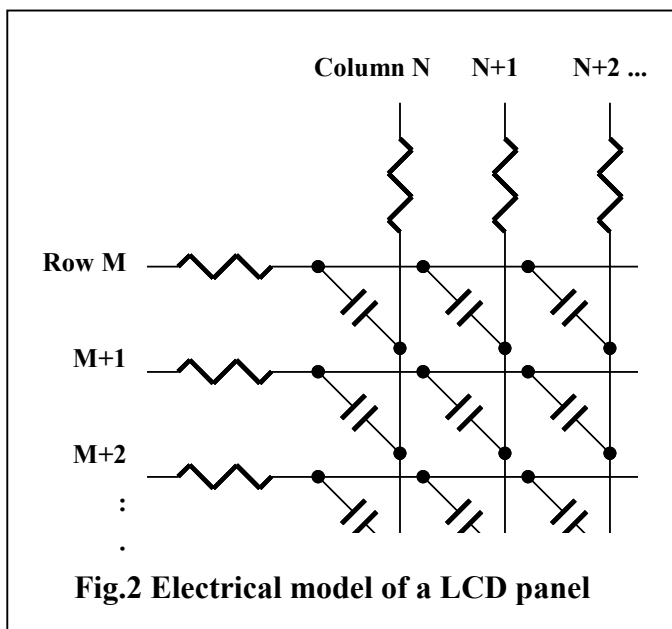 Column N N+1 N+2 ...
Row M
M+1
M+2
:
.
Fig.2 Electrical model of a LCD panel